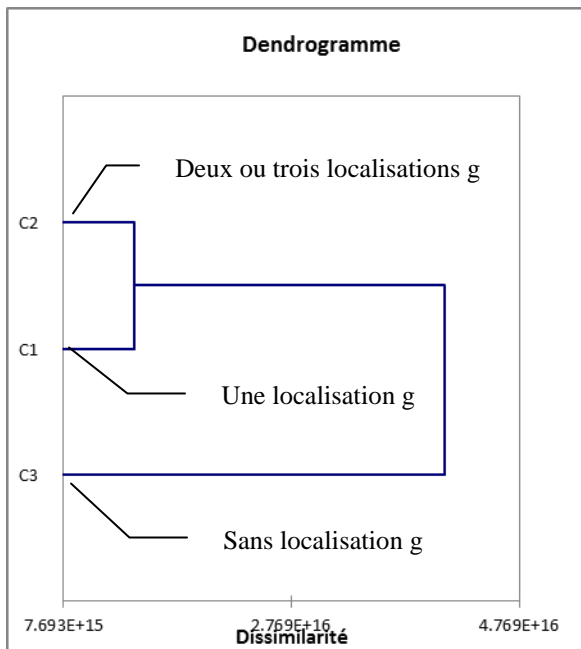 Dendrogramme
Deux ou trois localisations g
C2
C1
Une localisation g
C3
Sans localisation g
7.693E+15 2.769E+16 4.769E+16
Dissimilarité